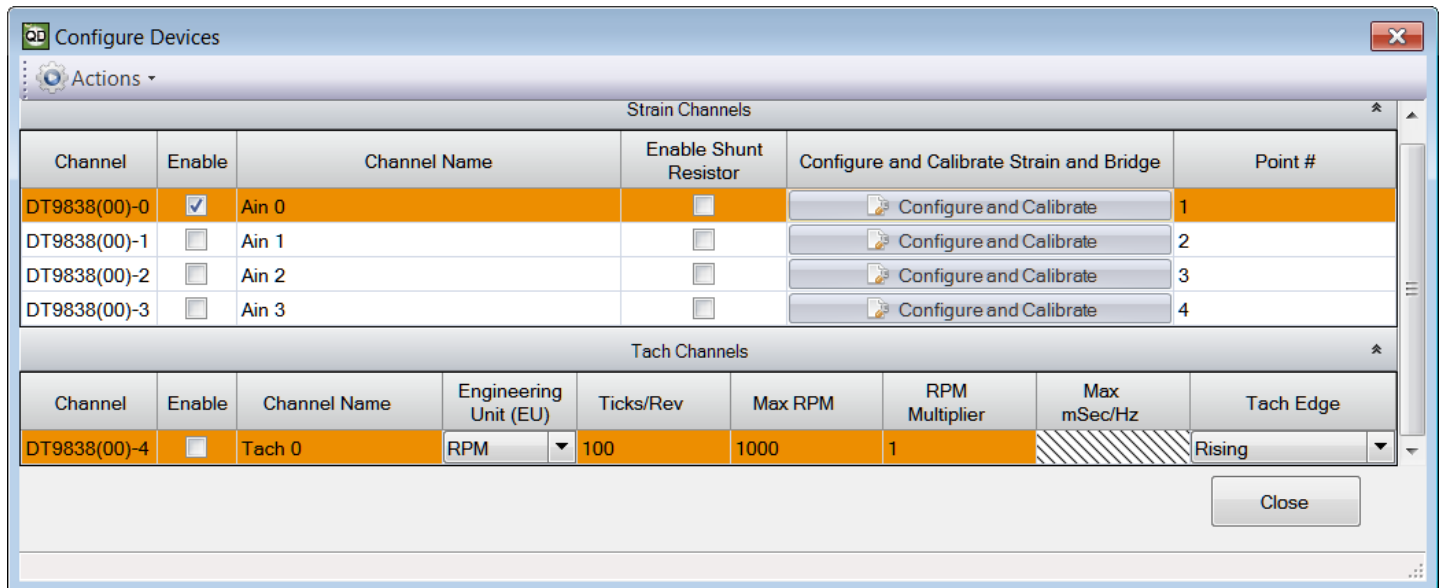 QD Configure Devices
Actions
Strain Channels
Channel Enable Channel Name Enable Shunt Resistor Configure and Calibrate Strain and Bridge Point #
DT9838(00)-0 Ain 0 Configure and Calibrate 1
DT9838(00)-1 Ain 1 Configure and Calibrate 2
DT9838(00)-2 Ain 2 Configure and Calibrate 3
DT9838(00)-3 Ain 3 Configure and Calibrate 4
Tach Channels
Channel Enable Channel Name Engineering Unit (EU) Ticks/Rev Max RPM RPM Multiplier Max mSec/Hz Tach Edge
DT9838(00)-4 Tach 0 RPM 100 1000 1 Rising
Close